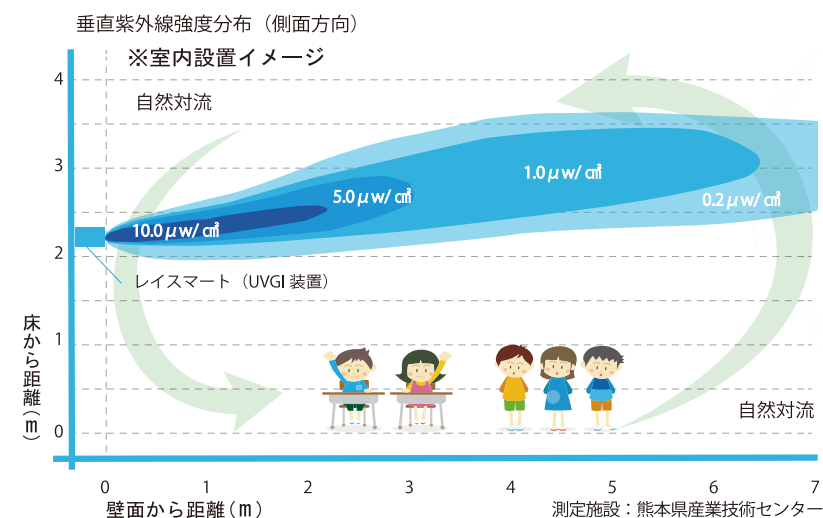 垂直紫外線強度分布（側面方向）
※室内設置イメージ
4
自然対流
3
1.0μw/㎠
5.0μw/㎠
0.2μw/㎠
10.0μw/㎠
2
レイスマート（UVGI 装置）
1
床から距離(m)
0
自然対流
0 1 2 3 4 5 6 7
壁面から距離(m)
測定施設：熊本県産業技術センター